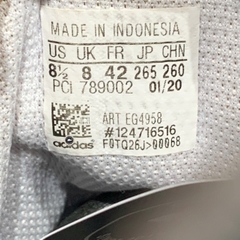 MADE IN INDONESIA
US UK FR JP CHN
8½ 8 42 265 260
PCI 789002 01/20
ART EG4958
#124716516
adidas F0TQ26J>00068